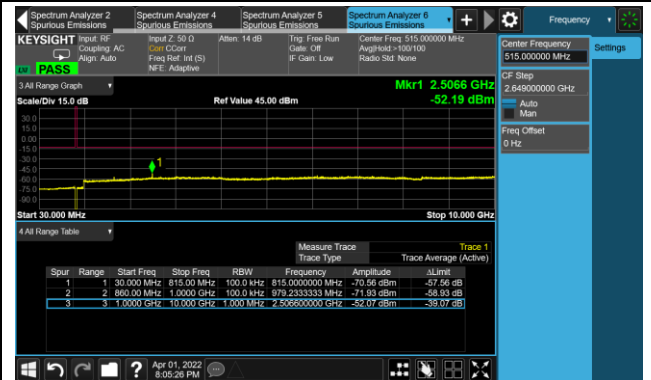 Spectrum Analyzer 2
Spurious Emissions
Spectrum Analyzer 4
Spurious Emissions
Spectrum Analyzer 5
Spurious Emissions
Spectrum Analyzer 6
Spurious Emissions
Frequency
KEYSIGHT
Input: RF
Coupling: AC
Align: Auto
Input Z: 50 Ω
Corr CCorr
Freq Ref: Int (S)
NFE: Adaptive
Atten: 14 dB
Trig: Free Run
Gate: Off
IF Gain: Low
Center Freq: 515.000000 MHz
Avg|Hold:>100/100
Radio Std: None
PASS
Center Frequency
515.000000 MHz
Settings
CF Step
2.649000000 GHz
Auto
Man
Freq Offset
0 Hz
3 All Range Graph
Mkr1 2.5066 GHz
Scale/Div 15.0 dB
Ref Value 45.00 dBm
-52.19 dBm
30.0
15.0
0.00
-15.0
-30.0
-45.0
-60.0
-75.0
-90.0
1
Start 30.000 MHz
Stop 10.000 GHz
4 All Range Table
Measure Trace Trace 1
Trace Type Trace Average (Active)
Spur Range Start Freq Stop Freq RBW Frequency Amplitude ΔLimit
1 1 30.000 MHz 815.00 MHz 100.0 kHz 815.0000000 MHz -70.56 dBm -57.56 dB
2 2 860.00 MHz 1.0000 GHz 100.0 kHz 979.2333333 MHz -71.93 dBm -58.93 dB
3 3 1.0000 GHz 10.000 GHz 1.000 MHz 2.506600000 GHz -52.07 dBm -39.07 dB
Apr 01, 2022
8:05:26 PM